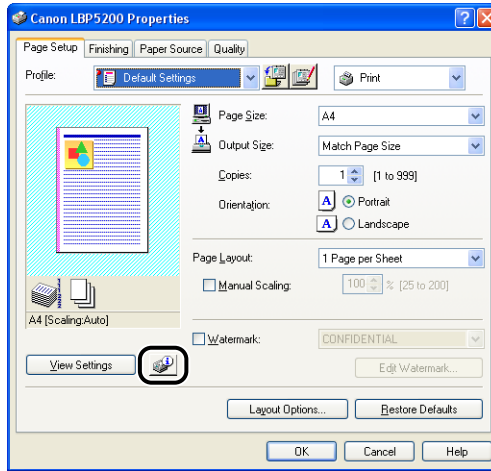 Canon LBP5200 Properties
Page Setup Finishing Paper Source Quality
Profile: Default Settings Print
Page Size: A4
Output Size: Match Page Size
Copies: 1 [1 to 999]
Orientation: A Portrait
A Landscape
Page Layout: 1 Page per Sheet
Manual Scaling: 100 % [25 to 200]
A4 [Scaling:Auto]
Watermark: CONFIDENTIAL
View Settings Edit Watermark...
Layout Options... Restore Defaults
OK Cancel Help